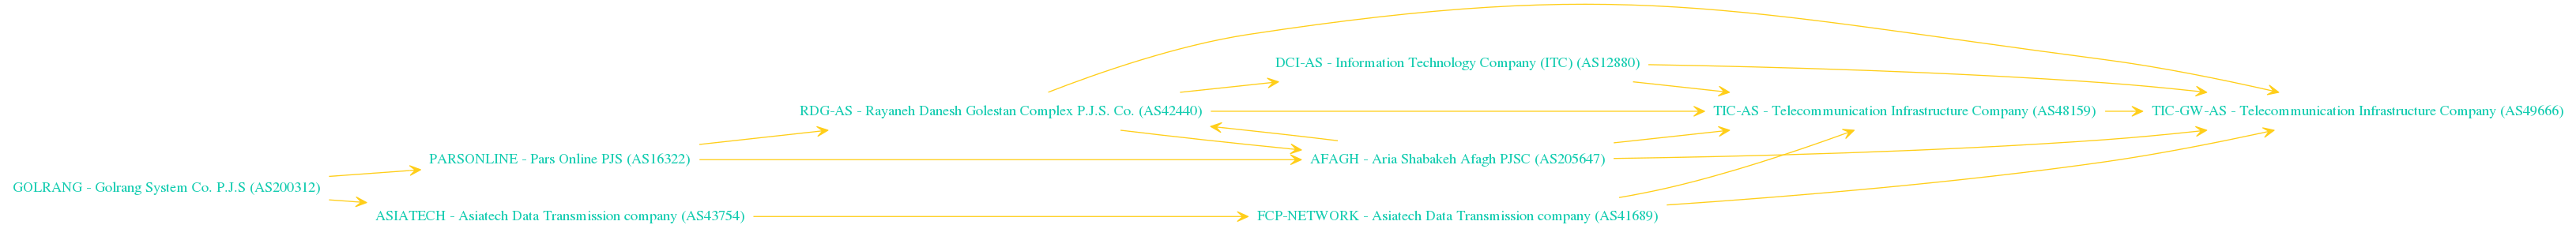 DCI-AS - Information Technology Company (ITC) (AS12880)
RDG-AS - Rayaneh Danesh Golestan Complex P.J.S. Co. (AS42440)
TIC-AS - Telecommunication Infrastructure Company (AS48159)
TIC-GW-AS - Telecommunication Infrastructure Company (AS49666)
PARSONLINE - Pars Online PJS (AS16322)
AFAGH - Aria Shabakeh Afagh PJSC (AS205647)
GOLRANG - Golrang System Co. P.J.S (AS200312)
ASIATECH - Asiatech Data Transmission company (AS43754)
FCP-NETWORK - Asiatech Data Transmission company (AS41689)